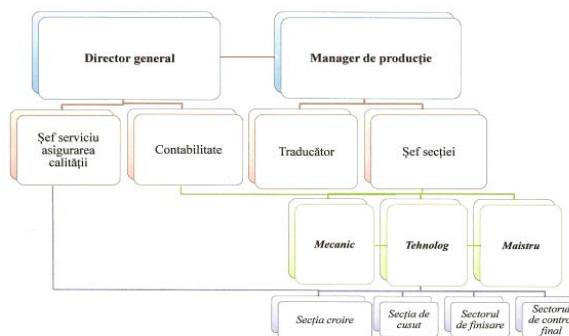 Director general
Manager de producție
Șef serviciu
asigurarea
calității
Contabilitate
Traducător
Șef secției
Mecanic
Tehnolog
Maistru
Secția croire
Secția de
cusut
Sectorul
de finisare
Sectorul
de control
final